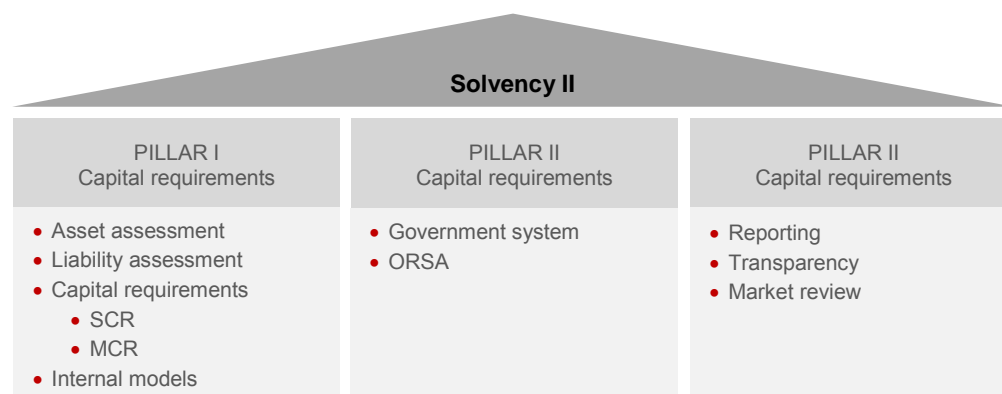 Solvency II
PILLAR I
Capital requirements
• Asset assessment
• Liability assessment
• Capital requirements
• SCR
• MCR
• Internal models
PILLAR II
Capital requirements
• Government system
• ORSA
PILLAR II
Capital requirements
• Reporting
• Transparency
• Market review